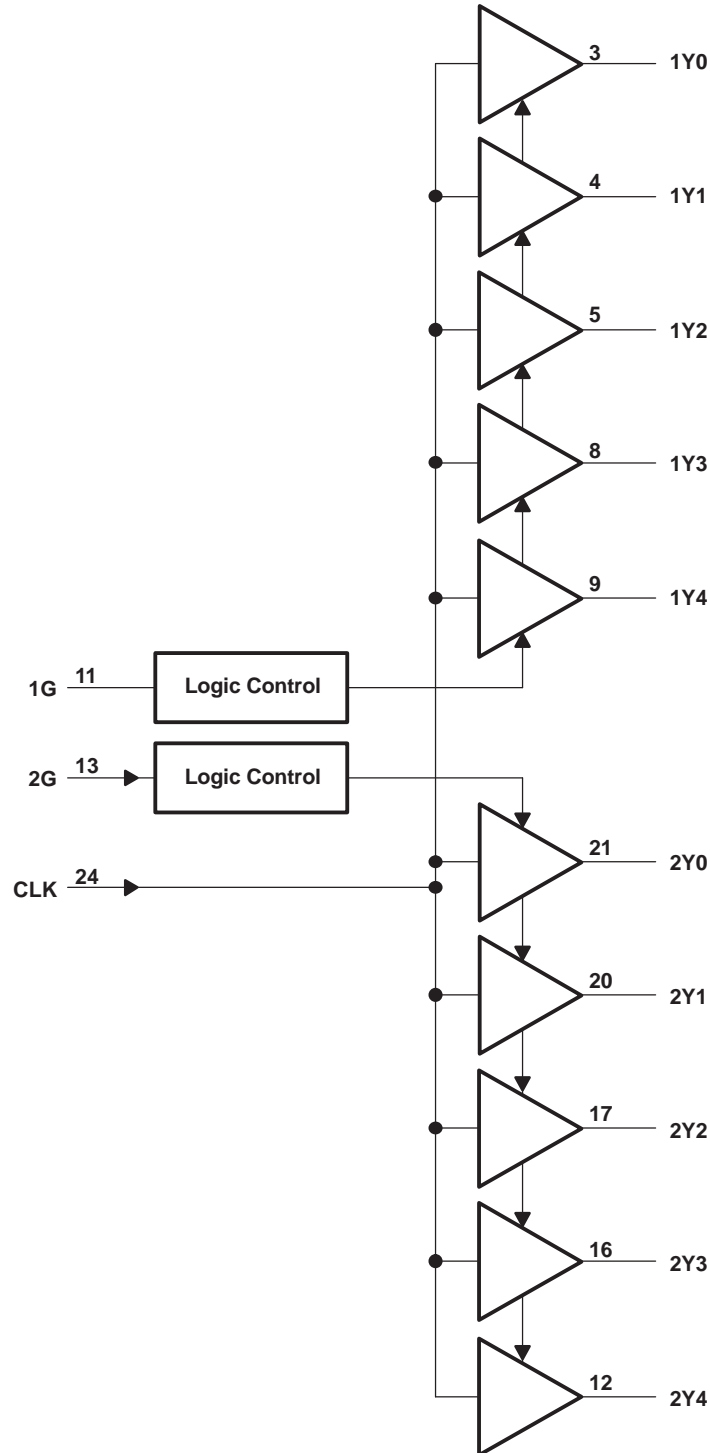 3 1Y0
4 1Y1
5 1Y2
8 1Y3
9 1Y4
1G 11 Logic Control
2G 13 Logic Control
21 2Y0
CLK 24
20 2Y1
17 2Y2
16 2Y3
12 2Y4